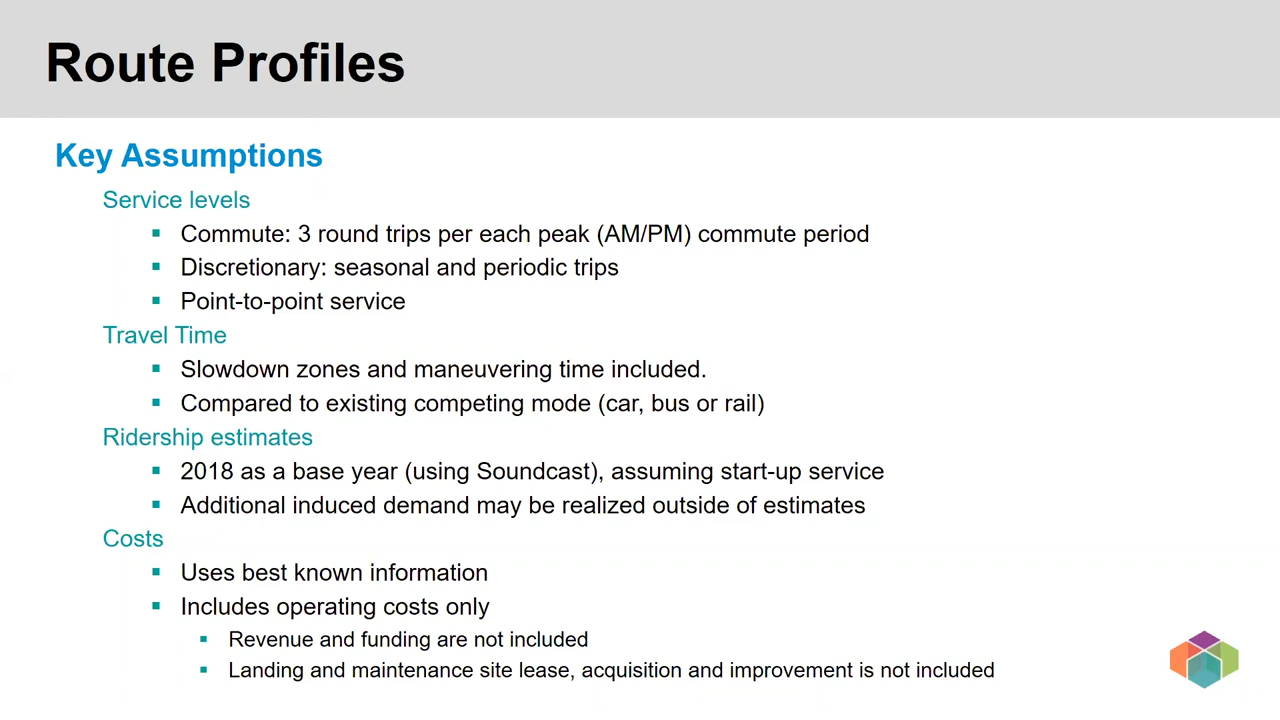 Route Profiles
Key Assumptions
Service levels
▪ Commute: 3 round trips per each peak (AM/PM) commute period
▪ Discretionary: seasonal and periodic trips
▪ Point-to-point service
Travel Time
▪ Slowdown zones and maneuvering time included.
▪ Compared to existing competing mode (car, bus or rail)
Ridership estimates
▪ 2018 as a base year (using Soundcast), assuming start-up service
▪ Additional induced demand may be realized outside of estimates
Costs
▪ Uses best known information
▪ Includes operating costs only
▪ Revenue and funding are not included
▪ Landing and maintenance site lease, acquisition and improvement is not included